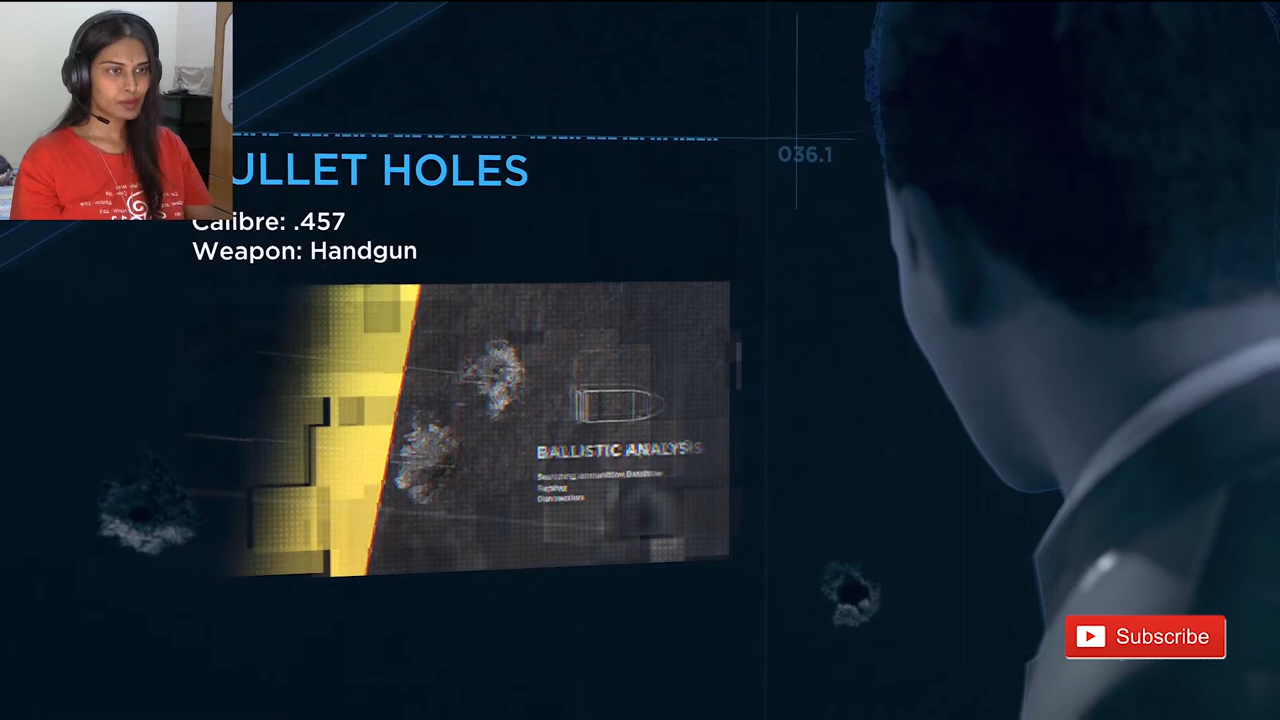 036.1
ULLET HOLES
Calibre: .457
Weapon: Handgun
BALLISTIC ANALYSIS
Subscribe